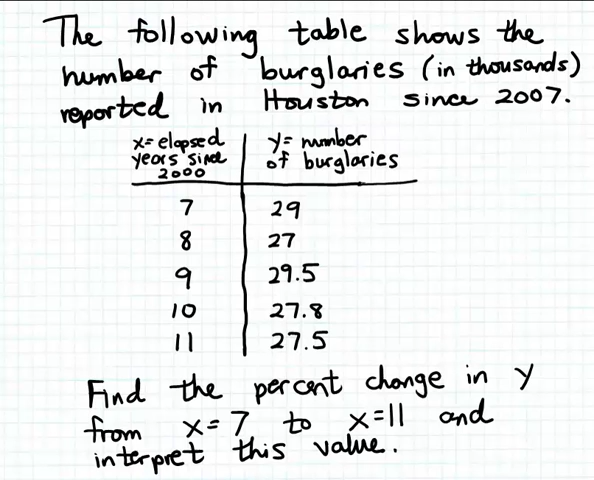 The following table shows the
number of burglaries (in thousands)
reported in Houston since 2007.
x= elapsed years since 2000 | y= number of burglaries
7 | 29
8 | 27
9 | 29.5
10 | 27.8
11 | 27.5
Find the percent change in y
from x=7 to x=11 and
interpret this value.